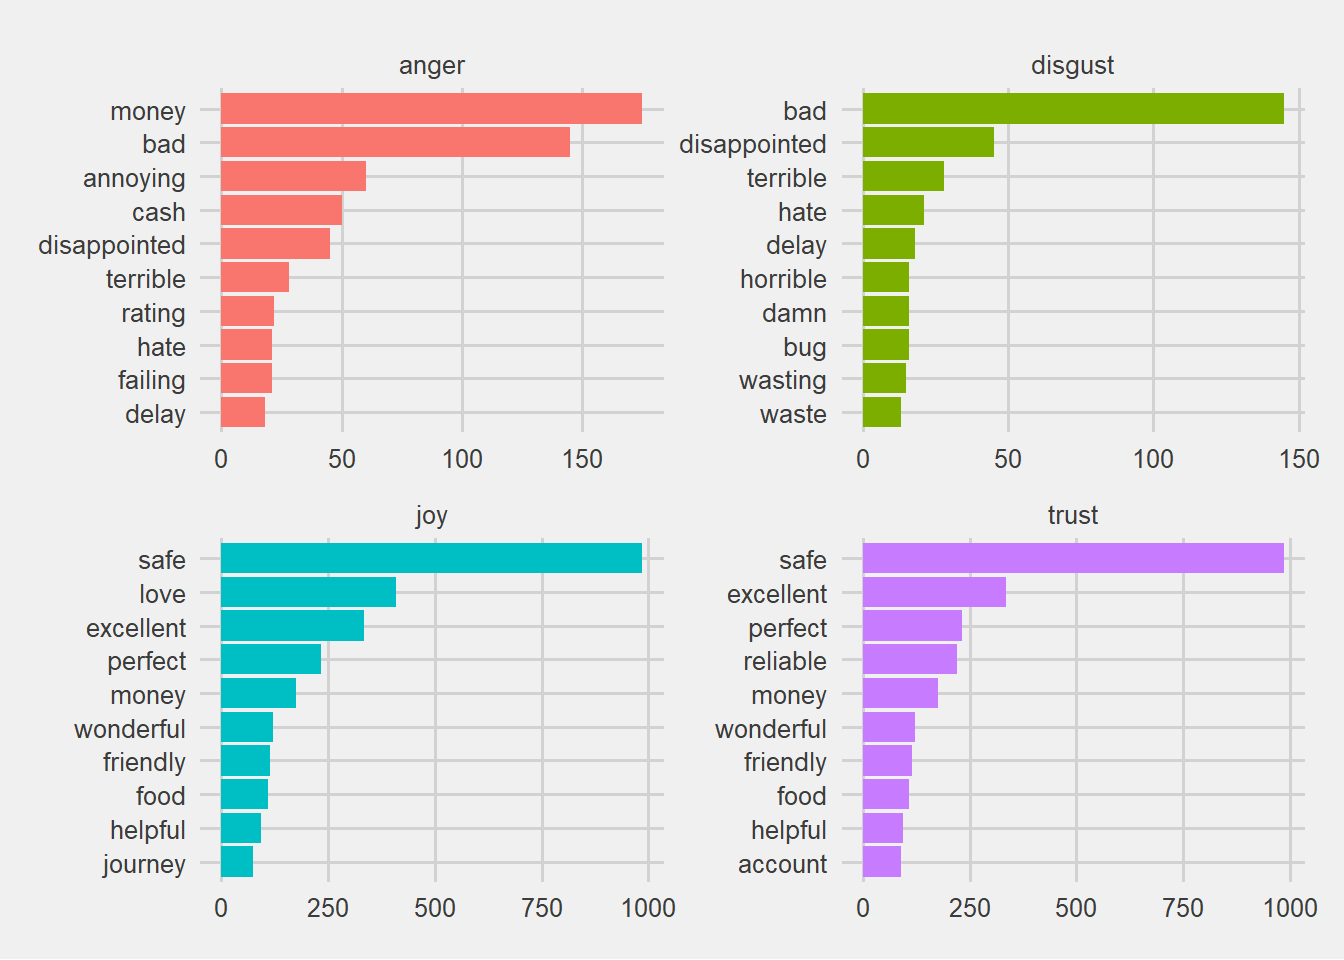 anger
money
bad
annoying
cash
disappointed
terrible
rating
hate
failing
delay
0 50 100 150
disgust
bad
disappointed
terrible
hate
delay
horrible
damn
bug
wasting
waste
0 50 100 150
joy
safe
love
excellent
perfect
money
wonderful
friendly
food
helpful
journey
0 250 500 750 1000
trust
safe
excellent
perfect
reliable
money
wonderful
friendly
food
helpful
account
0 250 500 750 1000